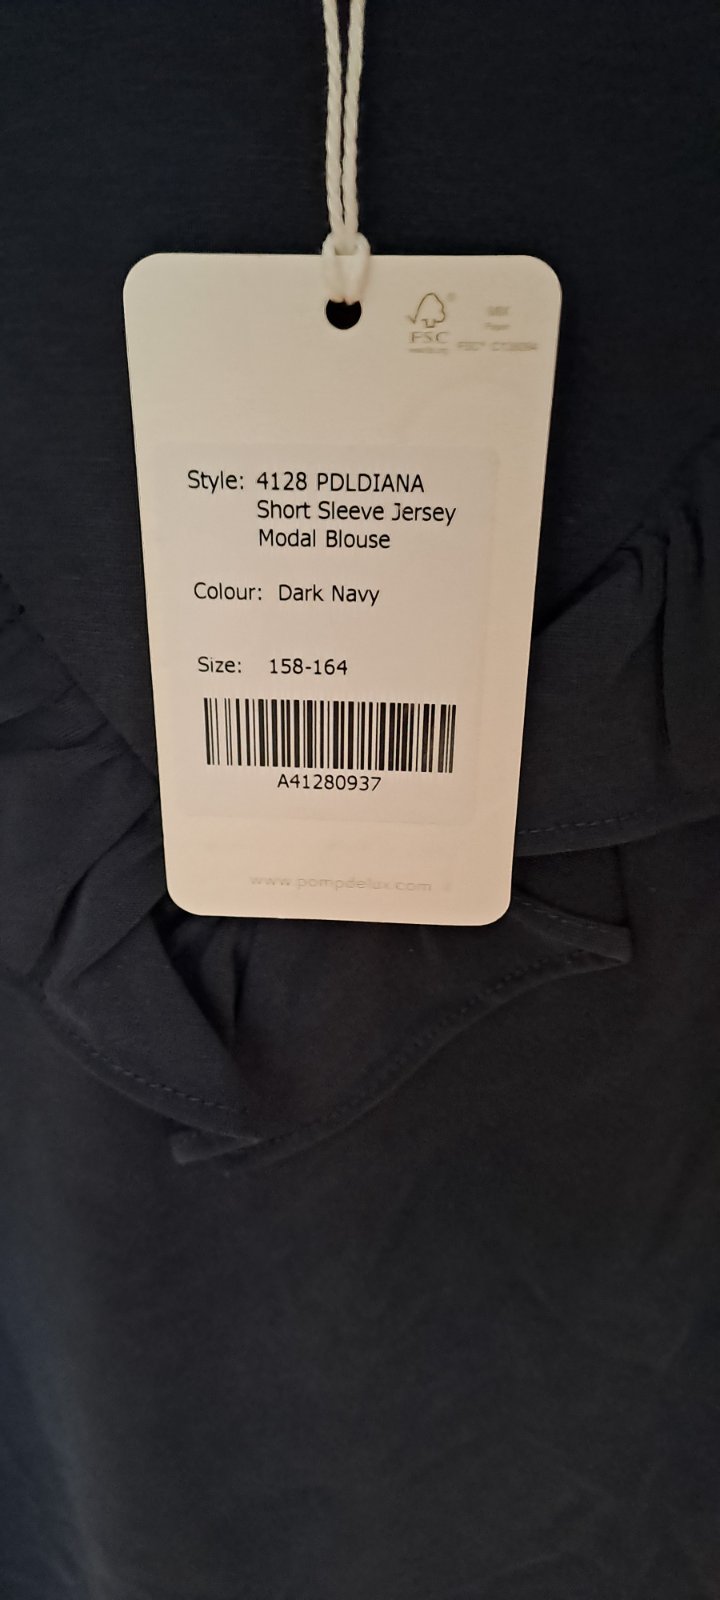 FSC
Style: 4128 PDLDIANA
Short Sleeve Jersey
Modal Blouse
Colour: Dark Navy
Size: 158-164
A41280937
www.pompdelux.com